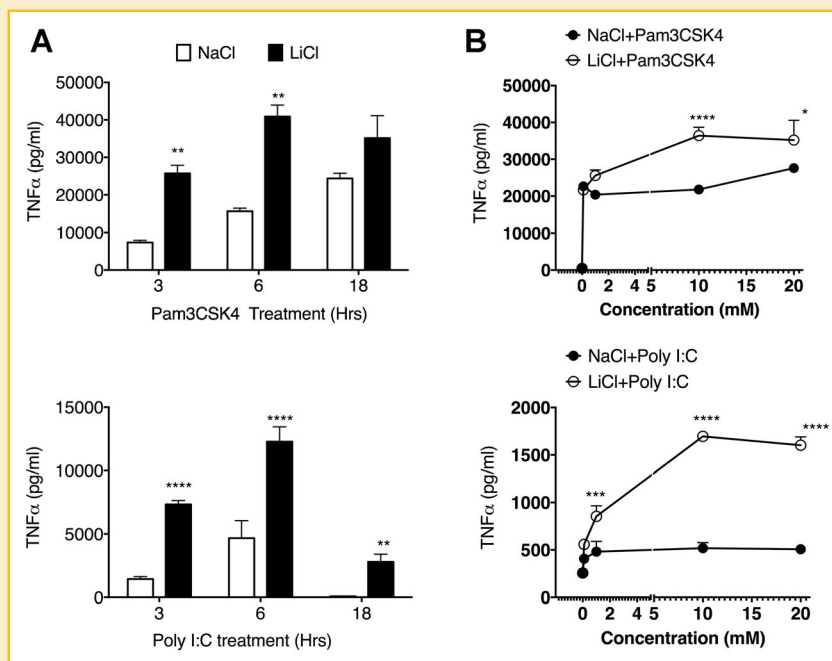 A
NaCl LiCl
50000
40000
30000
20000
10000
0
TNFα (pg/ml)
**
**
3 6 18
Pam3CSK4 Treatment (Hrs)
B
NaCl+Pam3CSK4
LiCl+Pam3CSK4
50000
40000
30000
20000
10000
0
TNFα (pg/ml)
****
*
0 2 4 5 10 15 20
Concentration (mM)
15000
10000
5000
0
TNFα (pg/ml)
****
****
**
3 6 18
Poly I:C treatment (Hrs)
NaCl+Poly I:C
LiCl+Poly I:C
2000
1500
1000
500
0
TNFα (pg/ml)
***
****
****
0 2 4 5 10 15 20
Concentration (mM)